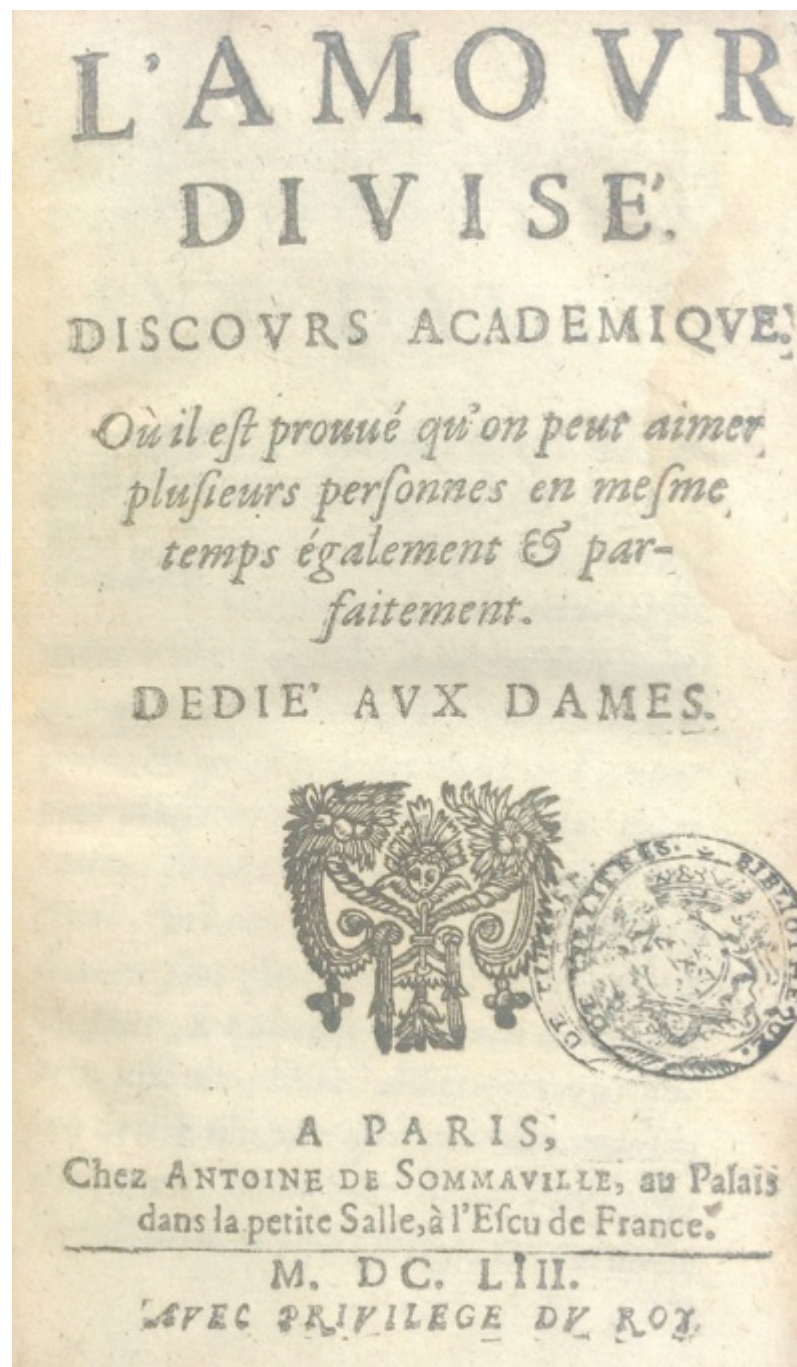 L'AMOVR
DIVISE'.
DISCOVRS ACADEMIQVE.
Où il eſt prouué qu'on peut aimer
pluſieurs perſonnes en meſme
temps également & par-
faitement.
DEDIE' AVX DAMES.
BIBLIOTHEQUE.
A PARIS,
Chez ANTOINE DE SOMMAVILLE, au Palais
dans la petite Salle, à l'Eſcu de France.
M. DC. LIII.
AVEC PRIVILEGE DV ROY